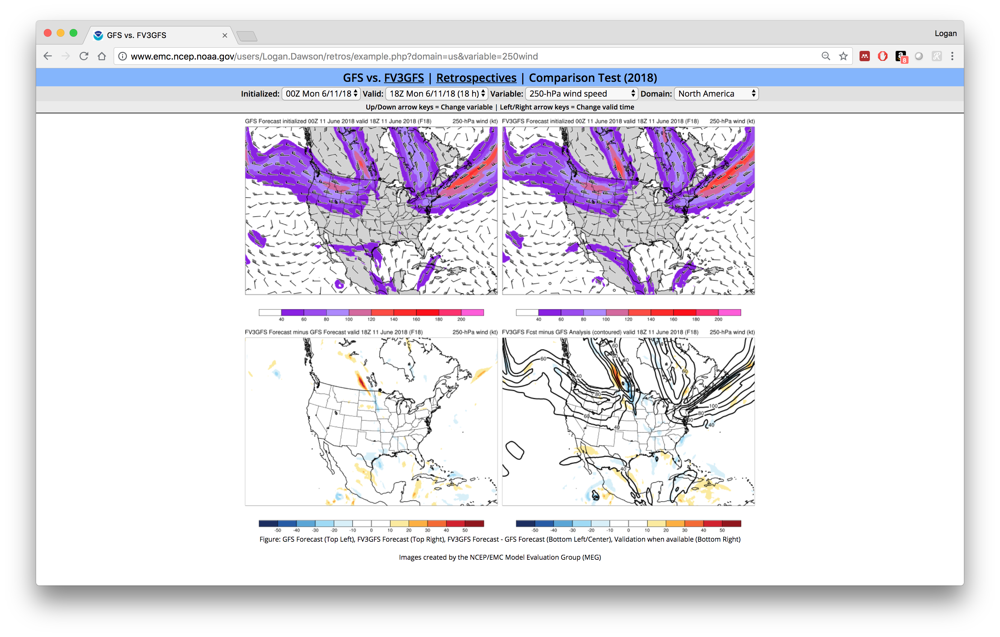 GFS vs. FV3GFS
Logan
www.emc.ncep.noaa.gov/users/Logan.Dawson/retros/example.php?domain=us&variable=250wind
8
GFS vs. FV3GFS | Retrospectives | Comparison Test (2018)
Initialized: 00Z Mon 6/11/18 Valid: 18Z Mon 6/11/18 (18 h) Variable: 250-hPa wind speed Domain: North America
Up/Down arrow keys = Change variable | Left/Right arrow keys = Change valid time
GFS Forecast initialized 00Z 11 June 2018 valid 18Z 11 June 2018 (F18) 250-hPa wind (kt)
FV3GFS Forecast initialized 00Z 11 June 2018 valid 18Z 11 June 2018 (F18) 250-hPa wind (kt)
40 60 80 100 120 140 160 180 200
40 60 80 100 120 140 160 180 200
FV3GFS Forecast minus GFS Forecast valid 18Z 11 June 2018 (F18) 250-hPa wind (kt)
FV3GFS Fcst minus GFS Analysis (contoured) valid 18Z 11 June 2018 (F18) 250-hPa wind (kt)
60
80
60
40
60
40
40
80
100
60
80
60
40
40
40
-50 -40 -30 -20 -10 0 10 20 30 40 50
-50 -40 -30 -20 -10 0 10 20 30 40 50
Figure: GFS Forecast (Top Left), FV3GFS Forecast (Top Right), FV3GFS Forecast - GFS Forecast (Bottom Left/Center), Validation when available (Bottom Right)
Images created by the NCEP/EMC Model Evaluation Group (MEG)